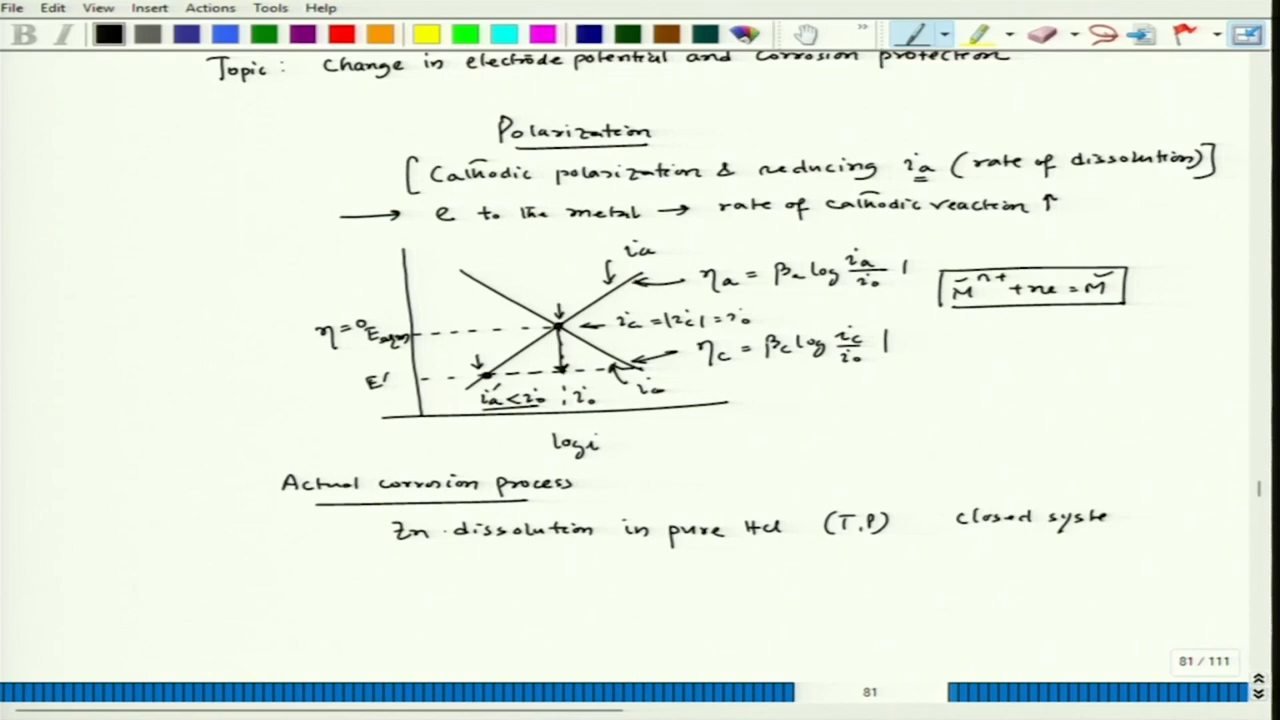 File Edit View Insert Actions Tools Help
B I
Topic: Change in electrode potential and corrosion protection
Polarization
[Cathodic polarization & reducing ia (rate of dissolution)]
→ e to the metal → rate of cathodic reaction ↑
ia
ηa = βa log ia/i0
M^n+ + ne = M
η=0 Eeqm
ia = |ic| = i0
ηc = βc log ic/i0
E'
ia' < i0 i0
logi
Actual corrosion process
Zn dissolution in pure HCl (T,P) closed syste
81 / 111
81